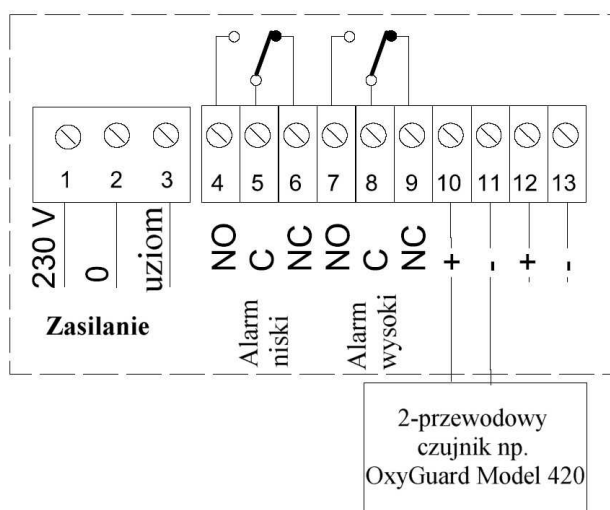 1 2 3 4 5 6 7 8 9 10 11 12 13
230 V 0 uziom NO C NC NO C NC + - + -
Zasilanie
Alarm
niski
Alarm
wysoki
2-przewodowy
czujnik np.
OxyGuard Model 420